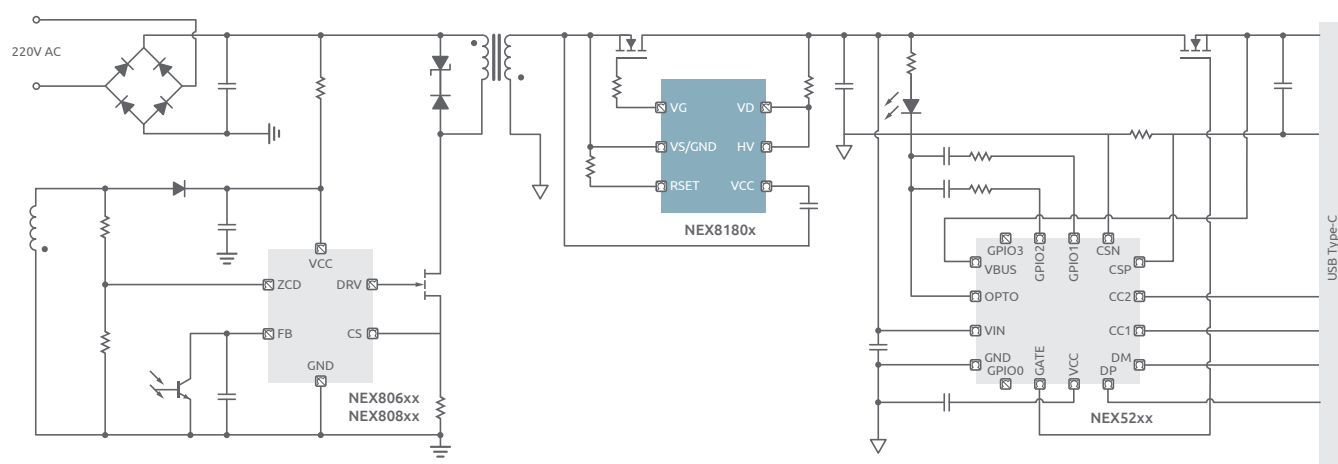 220V AC
VG
VD
VS/GND
HV
RSET
VCC
NEX8180x
VCC
ZCD
DRV
FB
CS
GND
NEX806xx
NEX808xx
GPIO3
GPIO2
GPIO1
CSN
VBUS
CSP
OPTO
CC2
VIN
CC1
GND
DM
GPIO0
GATE
VCC
DP
NEX52xx
USB Type-C